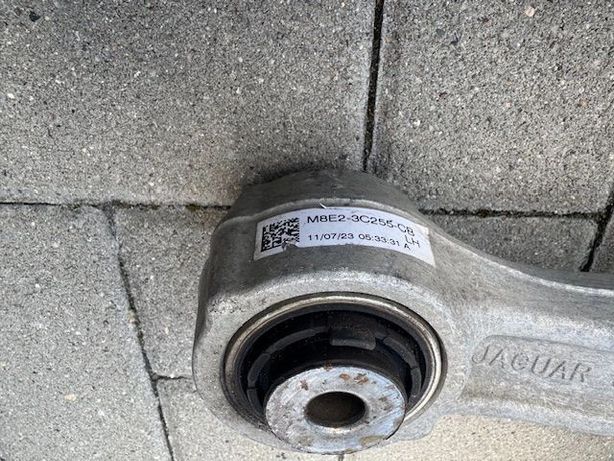 M8E2-3C255-CB
LH
11/07/23 05:33:31 A
JAGUAR